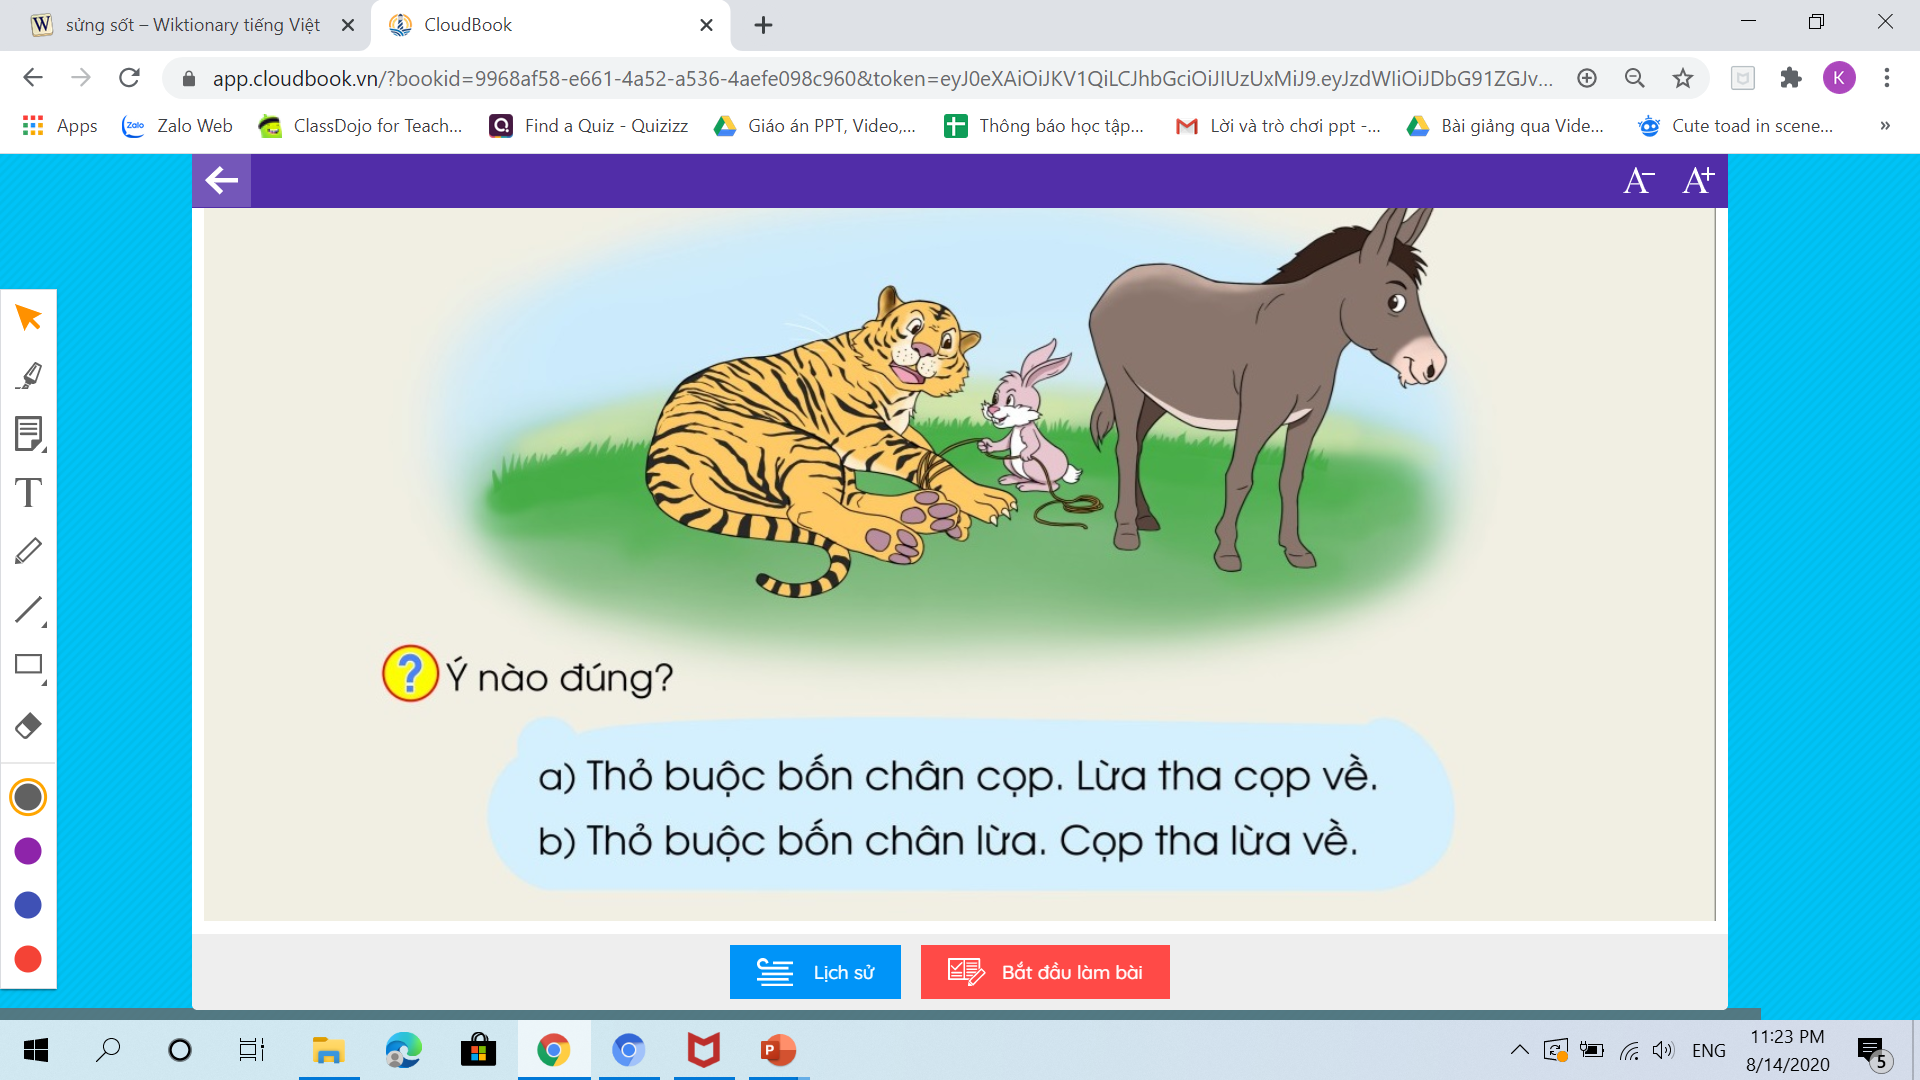 sửng sốt – Wiktionary tiếng Việt
CloudBook
app.cloudbook.vn/?bookid=9968af58-e661-4a52-a536-4aefe098c960&token=eyJ0eXAiOiJKV1QiLCJhbGciOiJIUzUxMiJ9.eyJzdWIiOiJDbG91ZGJv...
K
Apps
Zalo Web
ClassDojo for Teach...
Find a Quiz - Quizizz
Giáo án PPT, Video,...
Thông báo học tập...
Lời và trò chơi ppt -...
Bài giảng qua Vide...
Cute toad in scene...
»
A- A+
T
? Ý nào đúng?
a) Thỏ buộc bốn chân cọp. Lừa tha cọp về.
b) Thỏ buộc bốn chân lừa. Cọp tha lừa về.
Lịch sử
Bắt đầu làm bài
ENG
11:23 PM
8/14/2020
5